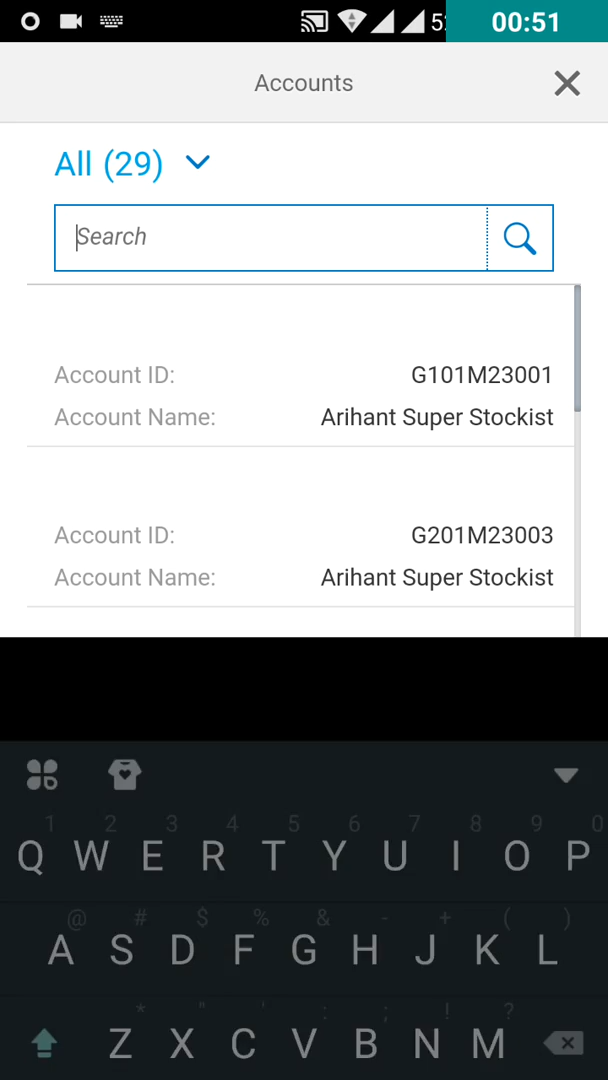 5 00:51
Accounts
All (29)
Search
Account ID: G101M23001
Account Name: Arihant Super Stockist
Account ID: G201M23003
Account Name: Arihant Super Stockist
1 2 3 4 5 6 7 8 9 0
Q W E R T Y U I O P
@ # $ % & - + ( )
A S D F G H J K L
* " ' : ; ! ?
Z X C V B N M